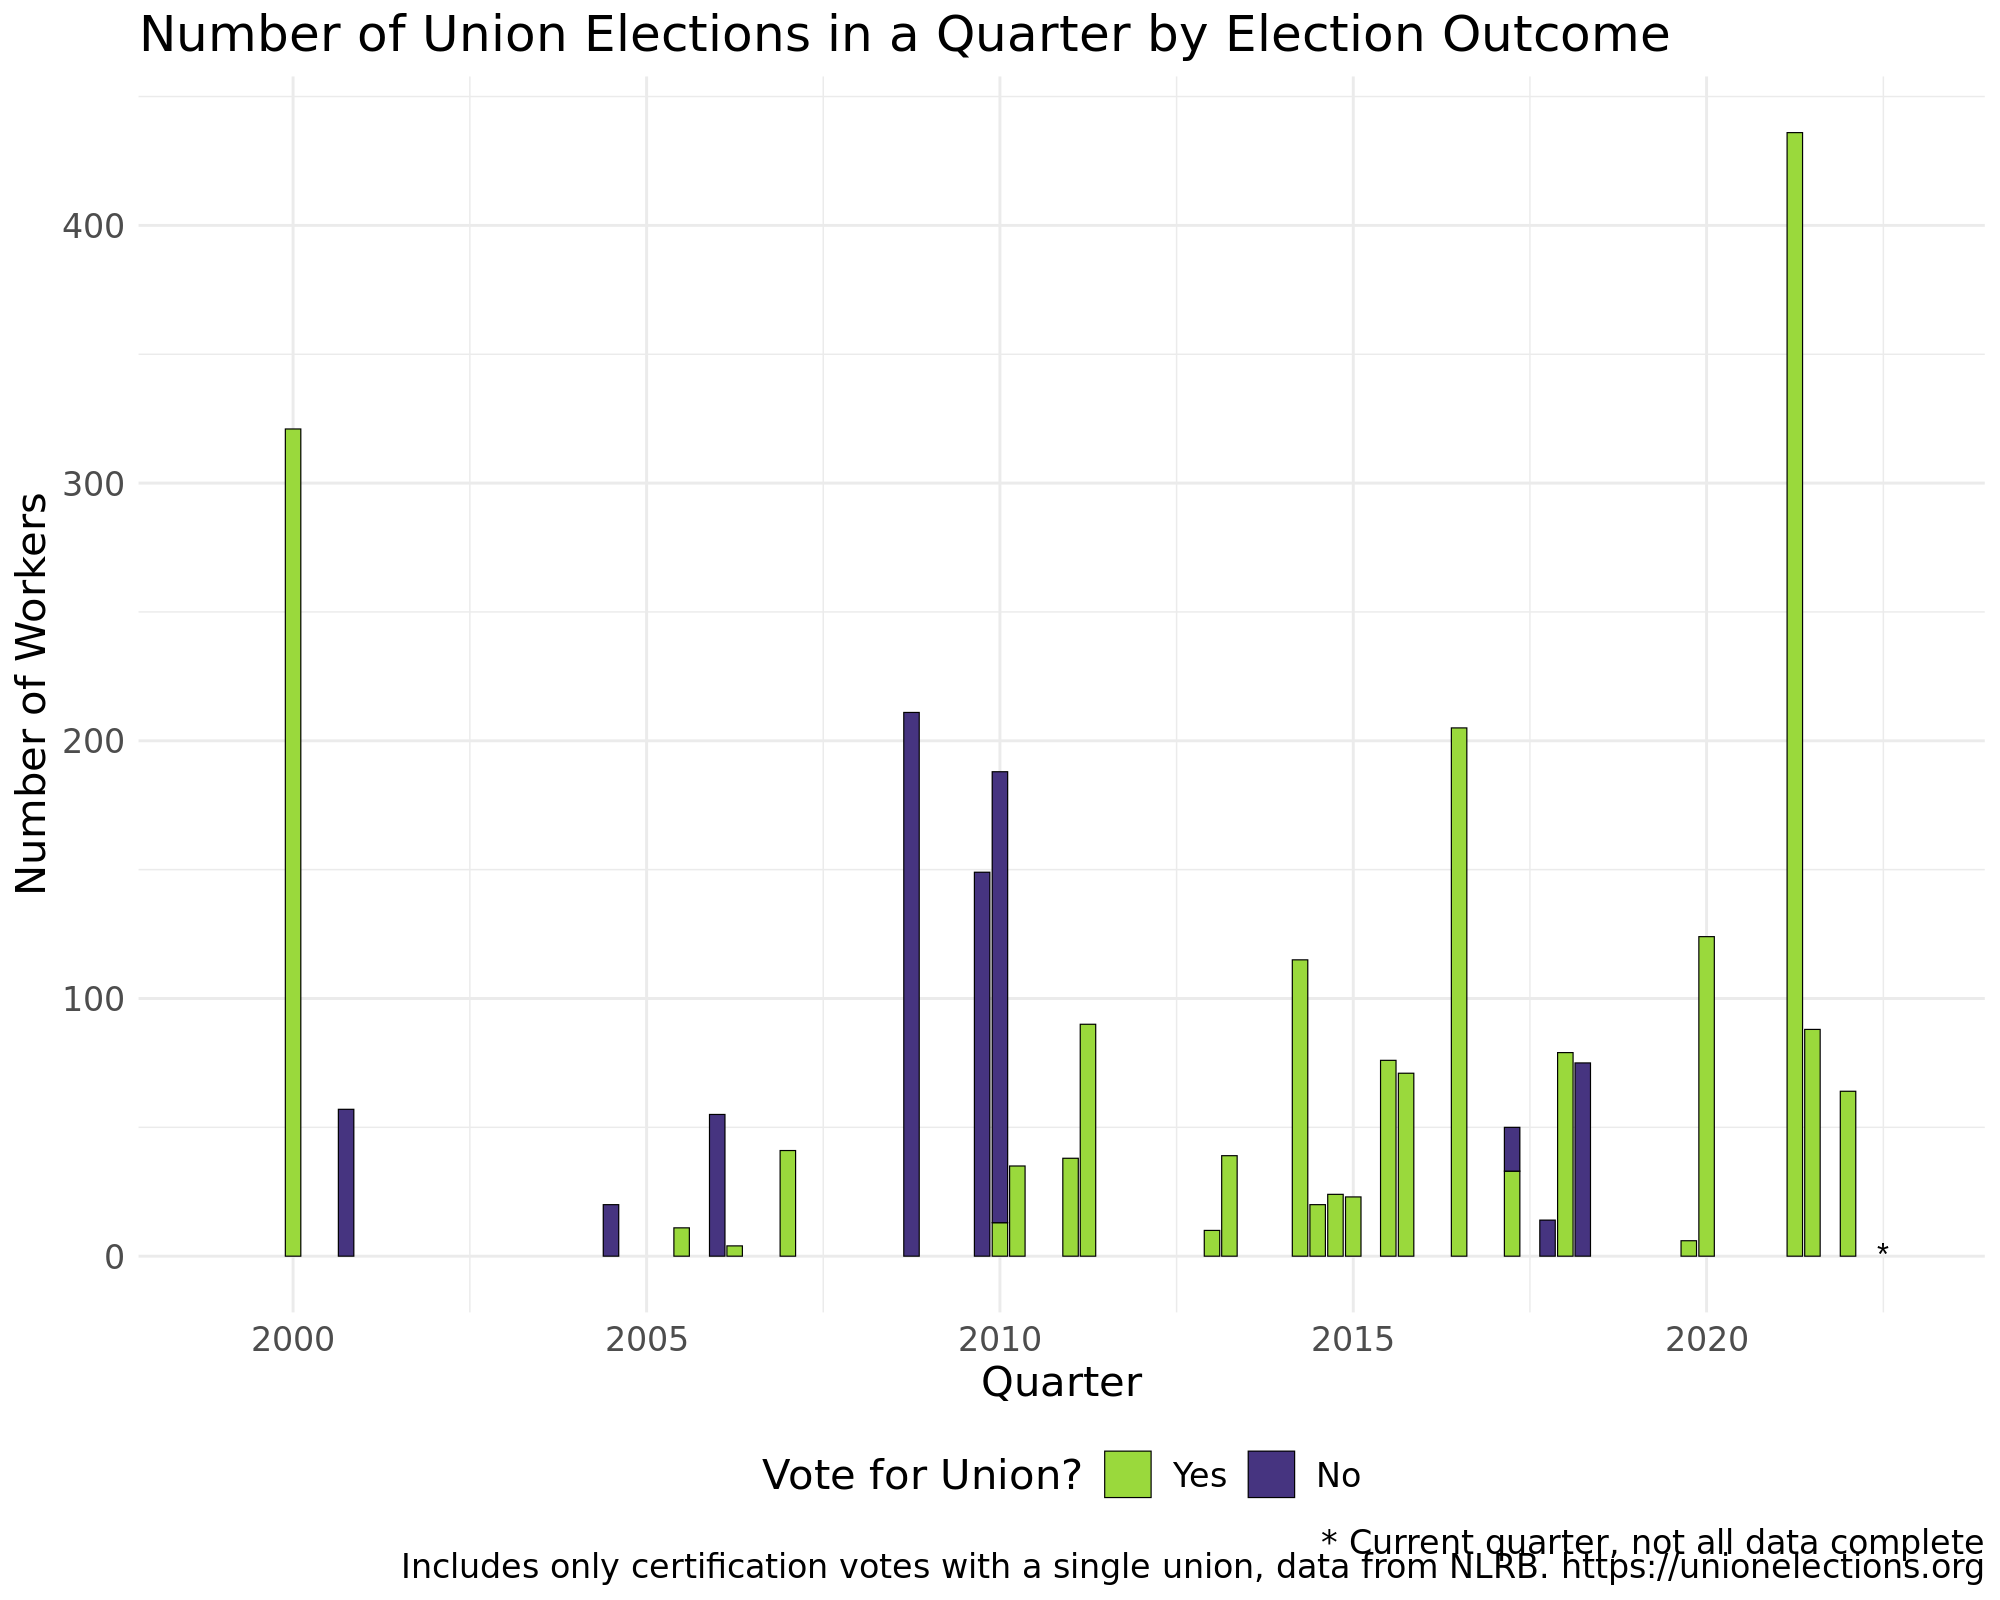 Number of Union Elections in a Quarter by Election Outcome
Number of Workers
400
300
200
100
0
*
2000 2005 2010 2015 2020
Quarter
Vote for Union? Yes No
* Current quarter, not all data complete
Includes only certification votes with a single union, data from NLRB. https://unionelections.org